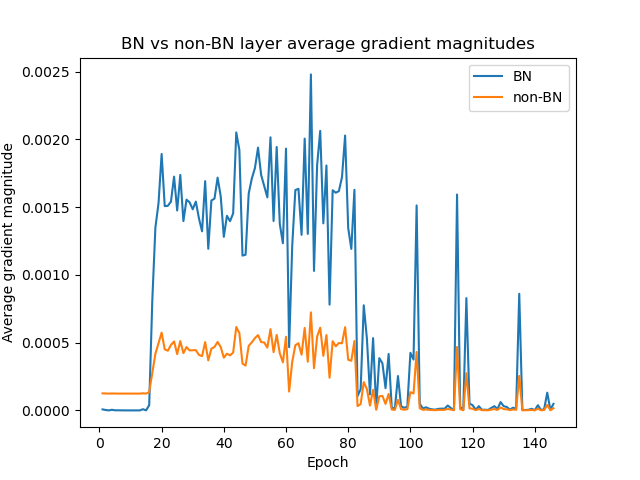 BN vs non-BN layer average gradient magnitudes
BN
non-BN
Average gradient magnitude
0.0025
0.0020
0.0015
0.0010
0.0005
0.0000
0 20 40 60 80 100 120 140
Epoch